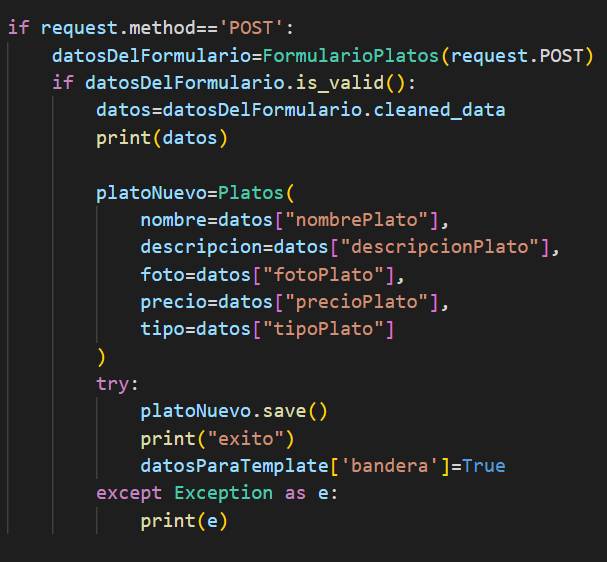 if request.method=='POST':
    datosDelFormulario=FormularioPlatos(request.POST)
    if datosDelFormulario.is_valid():
        datos=datosDelFormulario.cleaned_data
        print(datos)

        platoNuevo=Platos(
            nombre=datos["nombrePlato"],
            descripcion=datos["descripcionPlato"],
            foto=datos["fotoPlato"],
            precio=datos["precioPlato"],
            tipo=datos["tipoPlato"]
        )
        try:
            platoNuevo.save()
            print("exito")
            datosParaTemplate['bandera']=True
        except Exception as e:
            print(e)